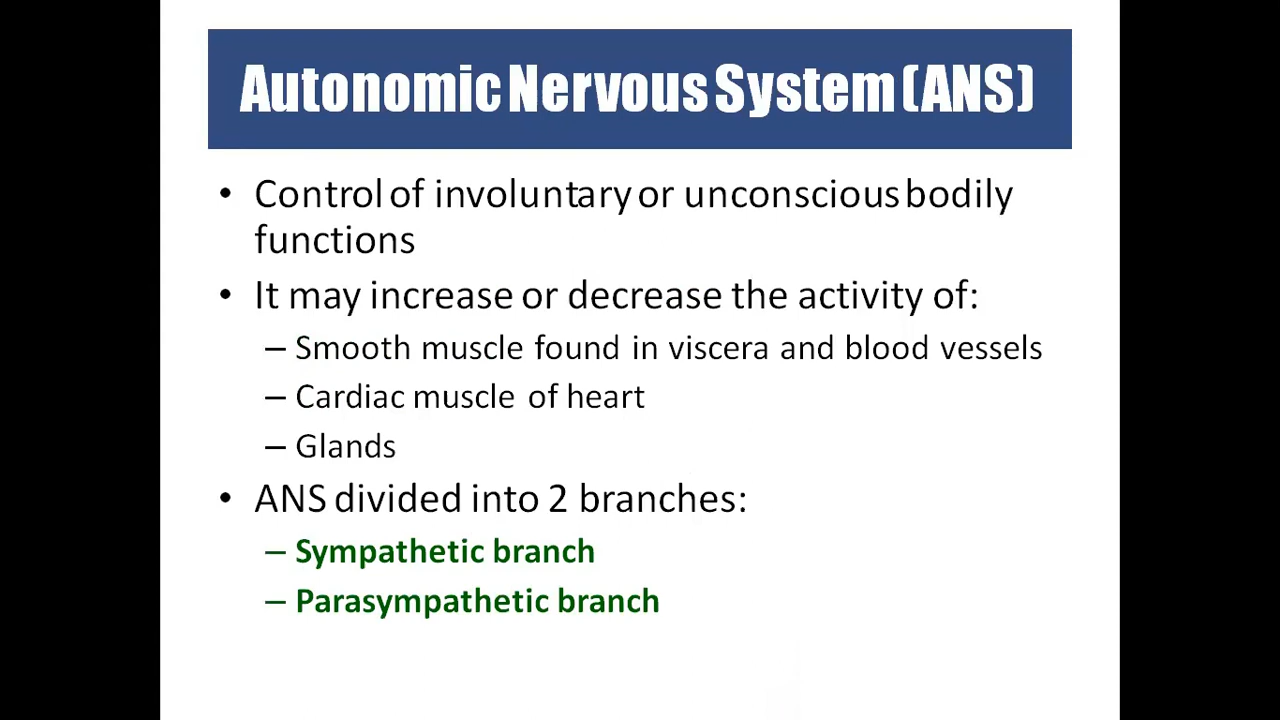 Autonomic Nervous System (ANS)
• Control of involuntary or unconscious bodily
functions
• It may increase or decrease the activity of:
– Smooth muscle found in viscera and blood vessels
– Cardiac muscle of heart
– Glands
• ANS divided into 2 branches:
– Sympathetic branch
– Parasympathetic branch